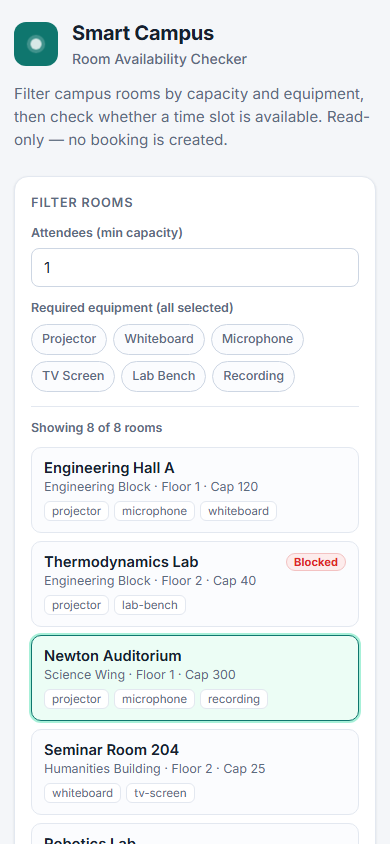 Smart Campus
Room Availability Checker
Filter campus rooms by capacity and equipment,
then check whether a time slot is available. Read-
only — no booking is created.
FILTER ROOMS
Attendees (min capacity)
1
Required equipment (all selected)
Projector Whiteboard Microphone
TV Screen Lab Bench Recording
Showing 8 of 8 rooms
Engineering Hall A
Engineering Block · Floor 1 · Cap 120
projector microphone whiteboard
Thermodynamics Lab Blocked
Engineering Block · Floor 2 · Cap 40
projector lab-bench
Newton Auditorium
Science Wing · Floor 1 · Cap 300
projector microphone recording
Seminar Room 204
Humanities Building · Floor 2 · Cap 25
whiteboard tv-screen
Robotics Lab